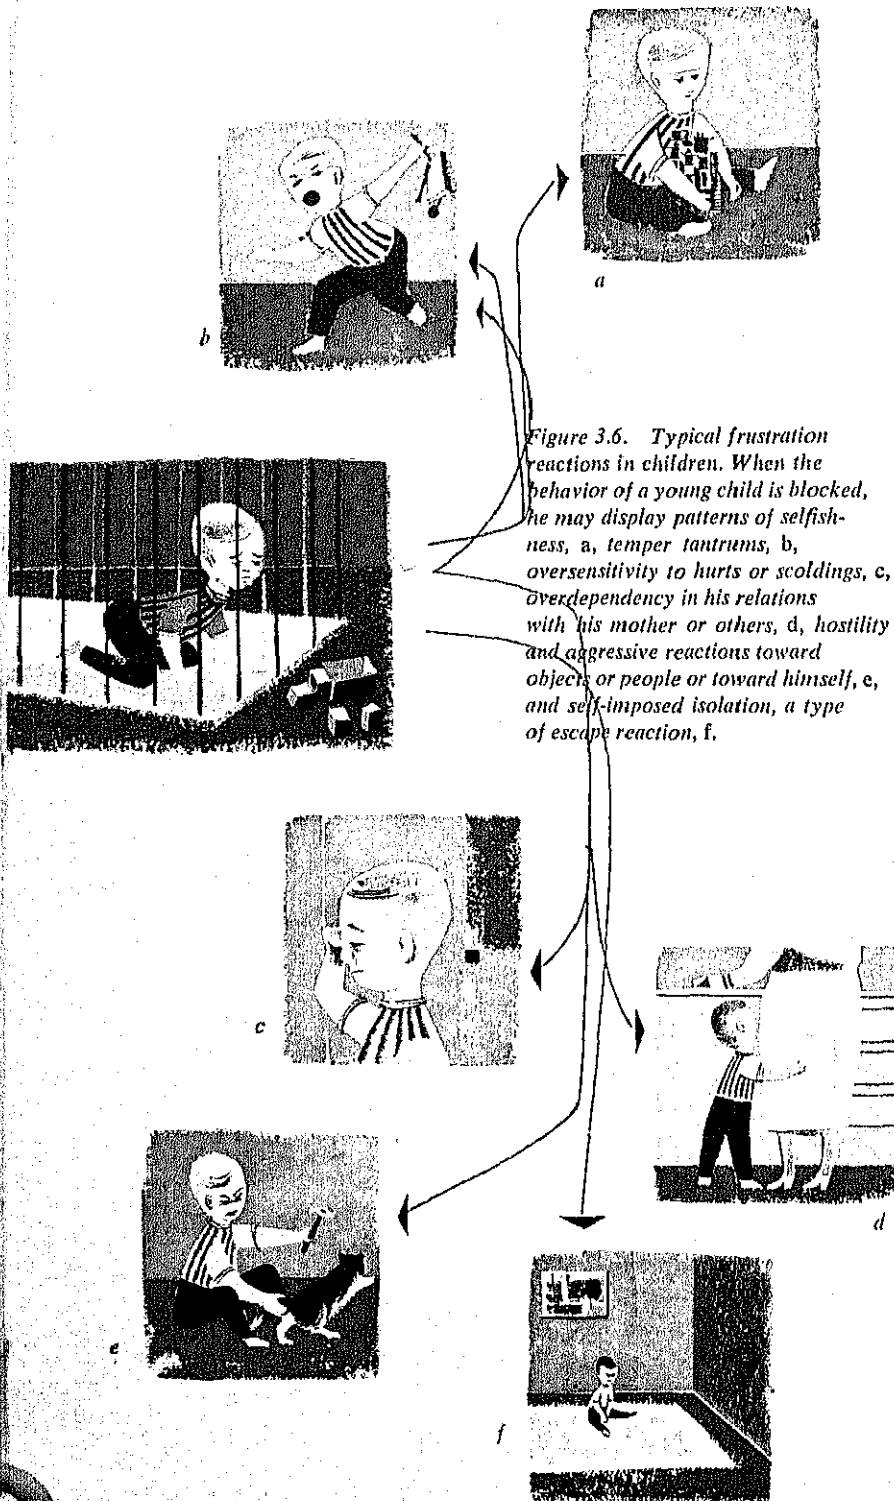 a
b
Figure 3.6. Typical frustration
reactions in children. When the
behavior of a young child is blocked,
he may display patterns of selfish-
ness, a, temper tantrums, b,
oversensitivity to hurts or scoldings, c,
overdependency in his relations
with his mother or others, d, hostility
and aggressive reactions toward
objects or people or toward himself, e,
and self-imposed isolation, a type
of escape reaction, f.
c
d
e
f